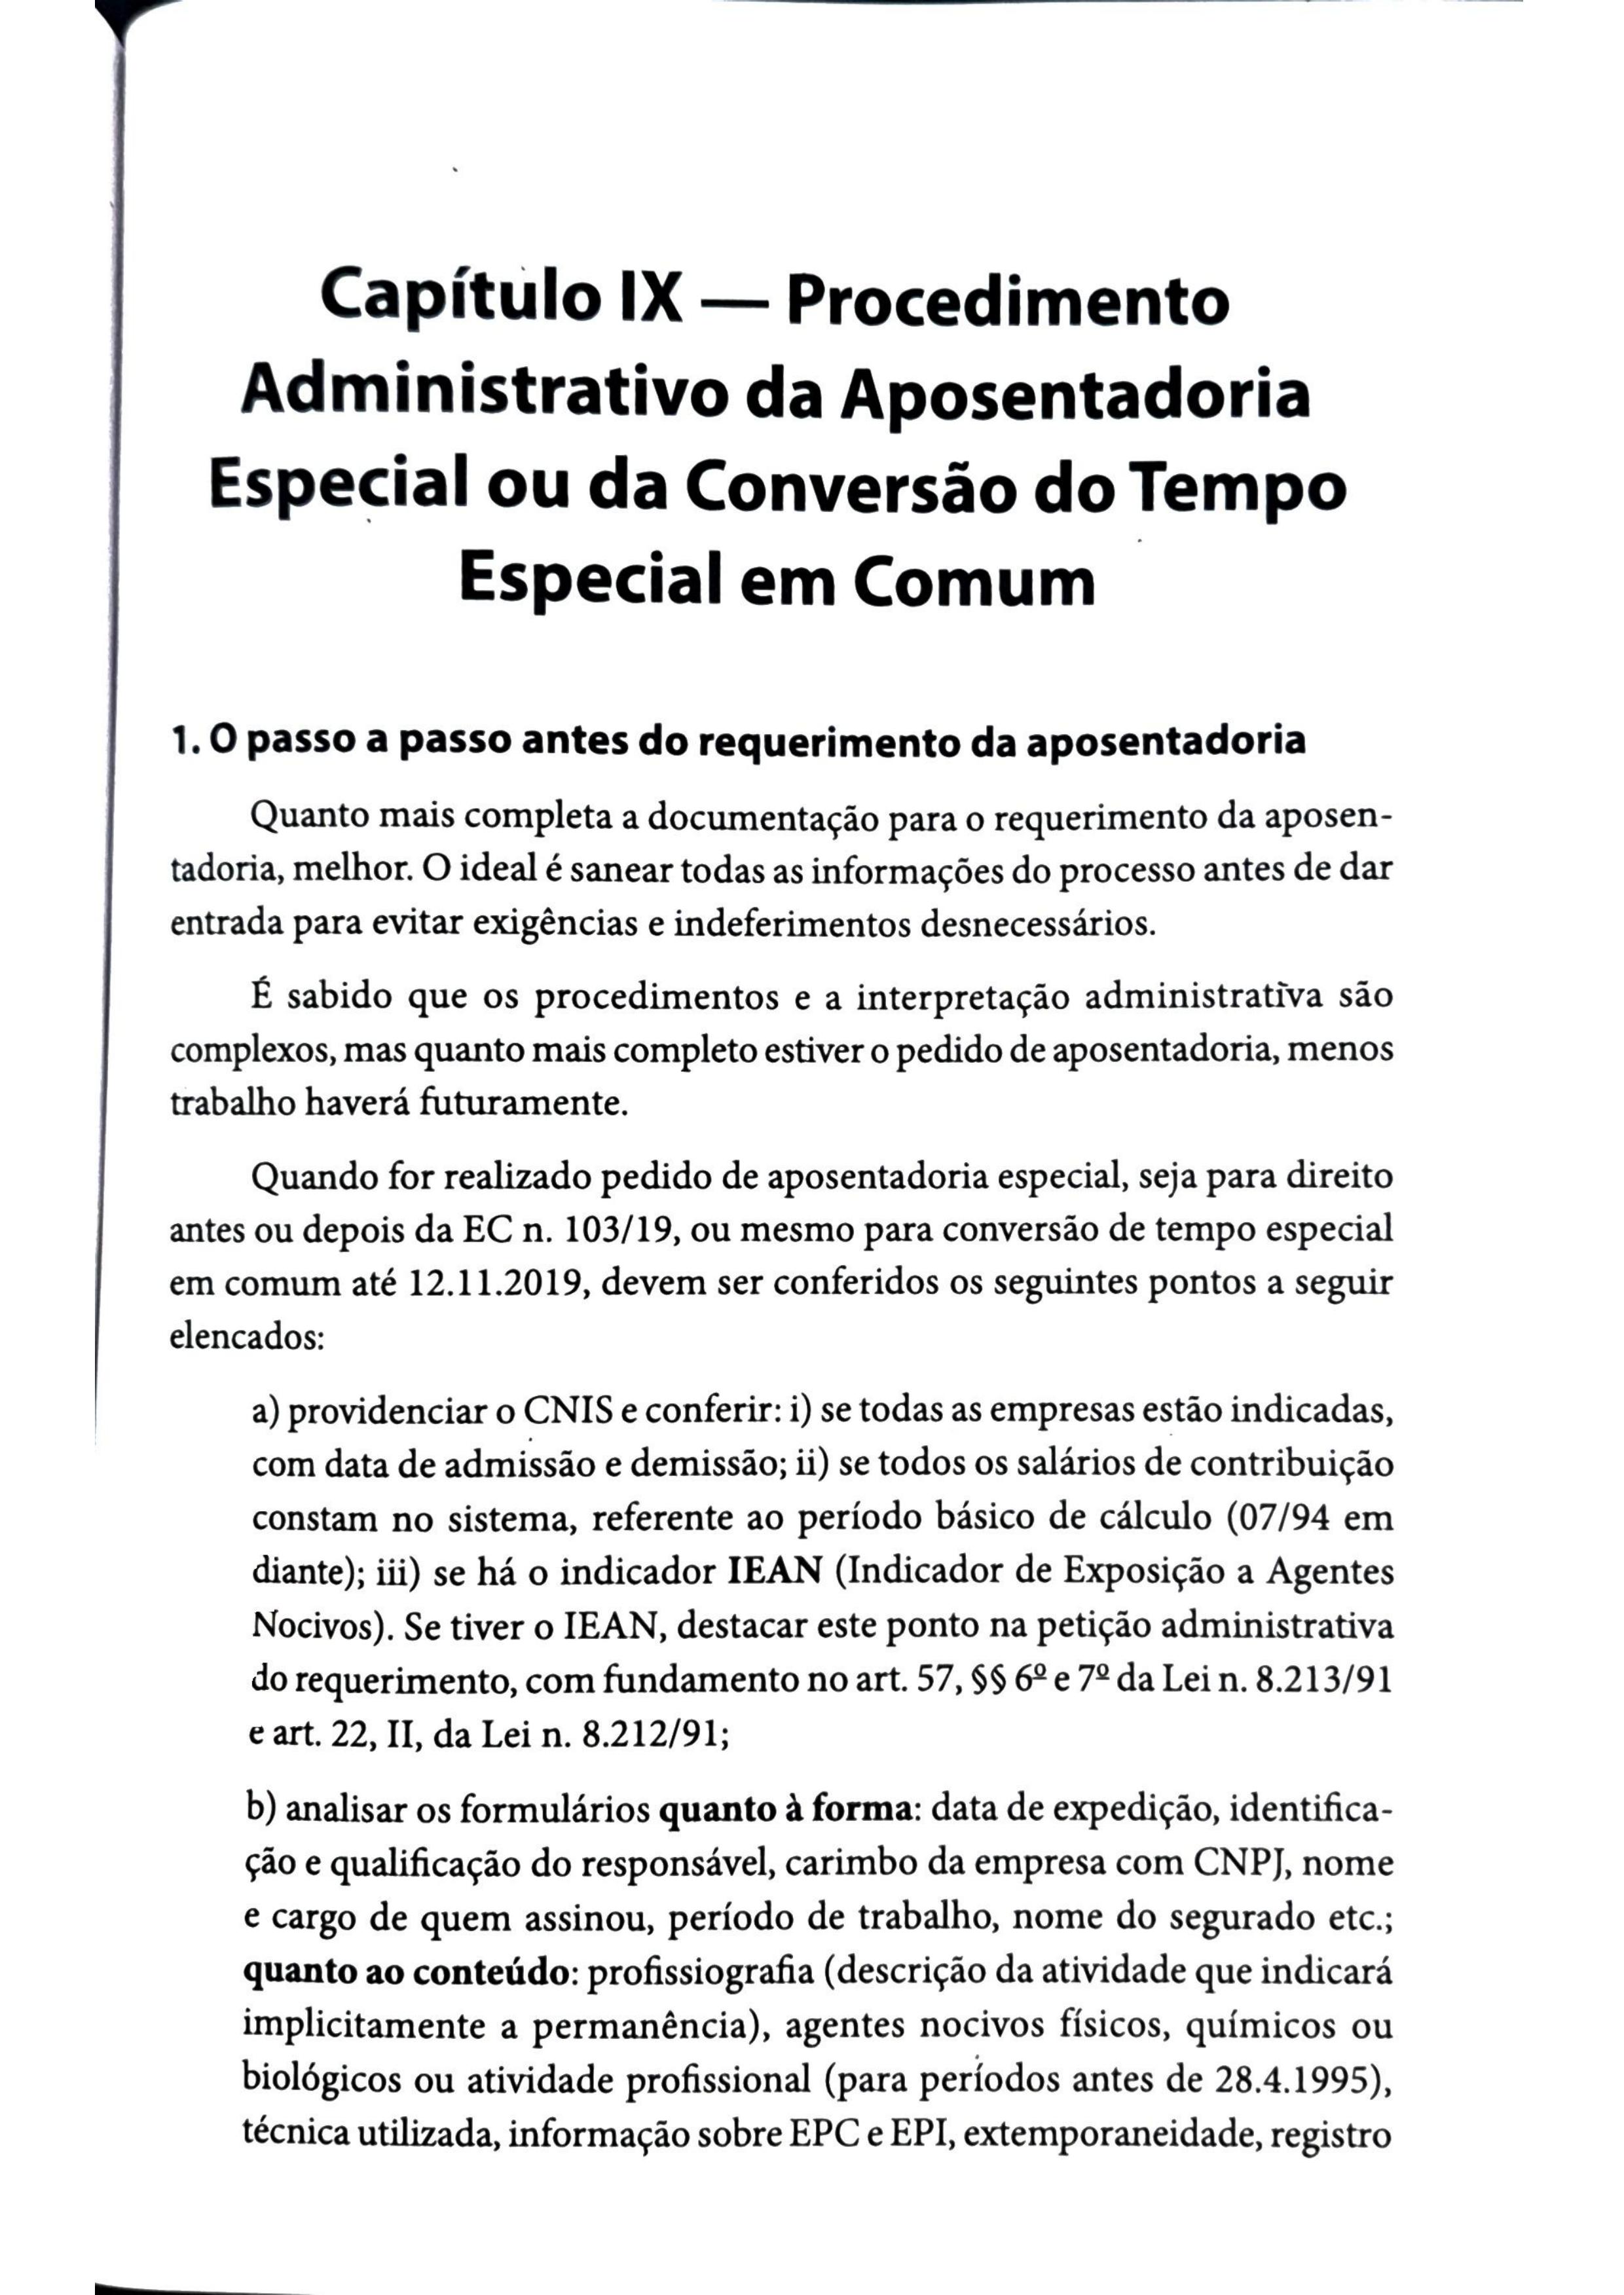 Capítulo IX — Procedimento
Administrativo da Aposentadoria
Especial ou da Conversão do Tempo
Especial em Comum
1. O passo a passo antes do requerimento da aposentadoria
Quanto mais completa a documentação para o requerimento da aposen-
tadoria, melhor. O ideal é sanear todas as informações do processo antes de dar
entrada para evitar exigências e indeferimentos desnecessários.
É sabido que os procedimentos e a interpretação administrativa são
complexos, mas quanto mais completo estiver o pedido de aposentadoria, menos
trabalho haverá futuramente.
Quando for realizado pedido de aposentadoria especial, seja para direito
antes ou depois da EC n. 103/19, ou mesmo para conversão de tempo especial
em comum até 12.11.2019, devem ser conferidos os seguintes pontos a seguir
elencados:
a) providenciar o CNIS e conferir: i) se todas as empresas estão indicadas,
com data de admissão e demissão; ii) se todos os salários de contribuição
constam no sistema, referente ao período básico de cálculo (07/94 em
diante); iii) se há o indicador IEAN (Indicador de Exposição a Agentes
Nocivos). Se tiver o IEAN, destacar este ponto na petição administrativa
do requerimento, com fundamento no art. 57, §§ 6º e 7º da Lei n. 8.213/91
e art. 22, II, da Lei n. 8.212/91;
b) analisar os formulários quanto à forma: data de expedição, identifica-
ção e qualificação do responsável, carimbo da empresa com CNPJ, nome
e cargo de quem assinou, período de trabalho, nome do segurado etc.;
quanto ao conteúdo: profissiografia (descrição da atividade que indicará
implicitamente a permanência), agentes nocivos físicos, químicos ou
biológicos ou atividade profissional (para períodos antes de 28.4.1995),
técnica utilizada, informação sobre EPC e EPI, extemporaneidade, registro